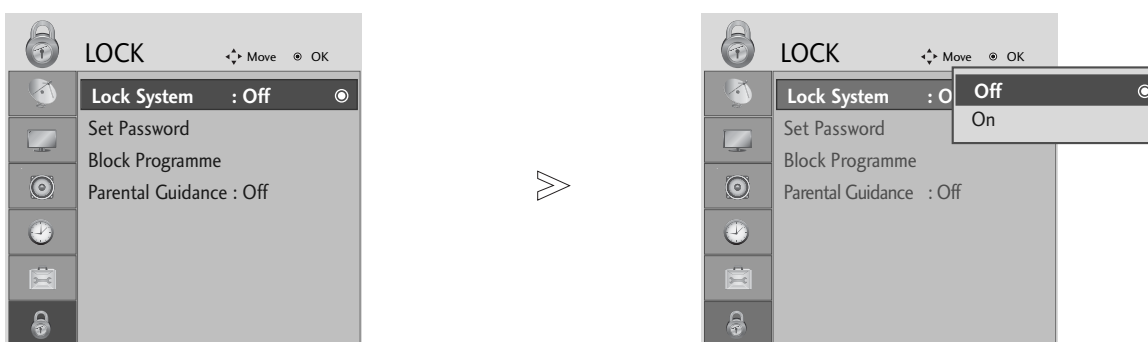 LOCK Move OK
Lock System : Off
Set Password
Block Programme
Parental Guidance : Off
LOCK Move OK
Lock System : O
Off
On
Set Password
Block Programme
Parental Guidance : Off